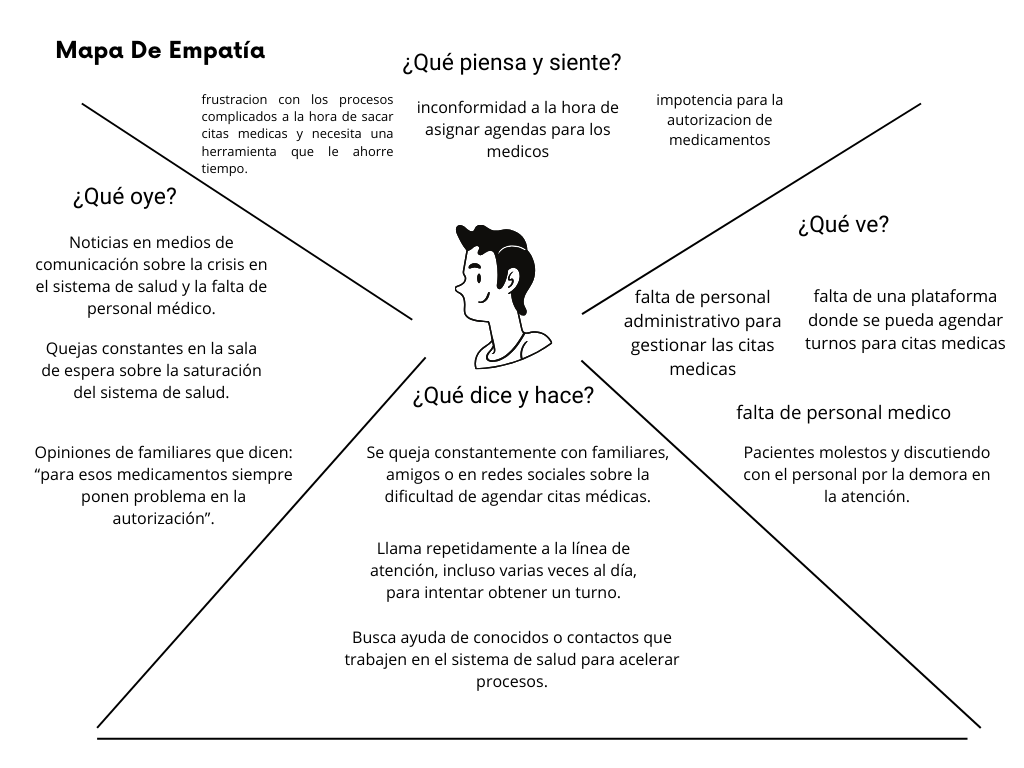 Mapa De Empatía
¿Qué piensa y siente?
frustracion con los procesos
complicados a la hora de sacar
citas medicas y necesita una
herramienta que le ahorre
tiempo.
inconformidad a la hora de
asignar agendas para los
medicos
impotencia para la
autorizacion de
medicamentos
¿Qué oye?
Noticias en medios de
comunicación sobre la crisis en
el sistema de salud y la falta de
personal médico.
Quejas constantes en la sala
de espera sobre la saturación
del sistema de salud.
Opiniones de familiares que dicen:
“para esos medicamentos siempre
ponen problema en la
autorización”.
¿Qué ve?
falta de personal
administrativo para
gestionar las citas
medicas
falta de una plataforma
donde se pueda agendar
turnos para citas medicas
falta de personal medico
Pacientes molestos y discutiendo
con el personal por la demora en
la atención.
¿Qué dice y hace?
Se queja constantemente con familiares,
amigos o en redes sociales sobre la
dificultad de agendar citas médicas.
Llama repetidamente a la línea de
atención, incluso varias veces al día,
para intentar obtener un turno.
Busca ayuda de conocidos o contactos que
trabajen en el sistema de salud para acelerar
procesos.